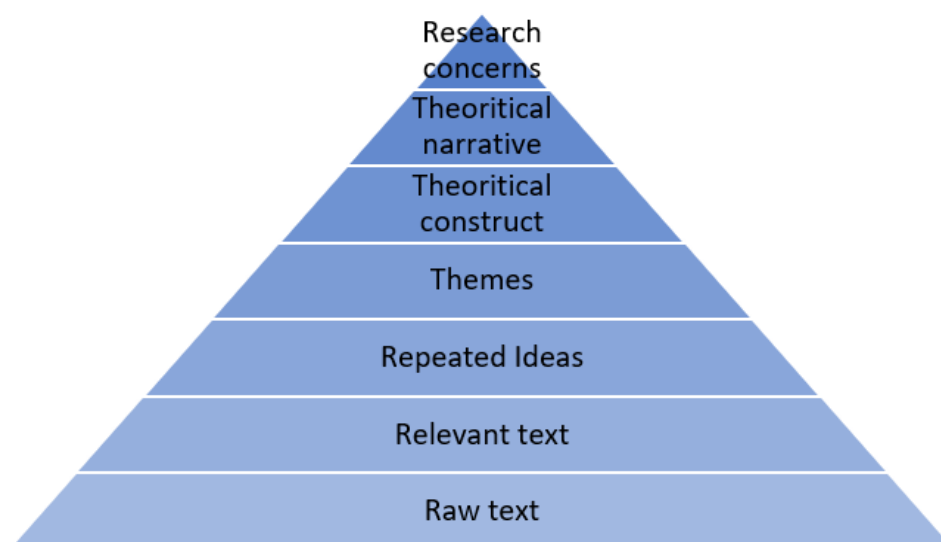 Research
concerns
Theoritical
narrative
Theoritical
construct
Themes
Repeated Ideas
Relevant text
Raw text